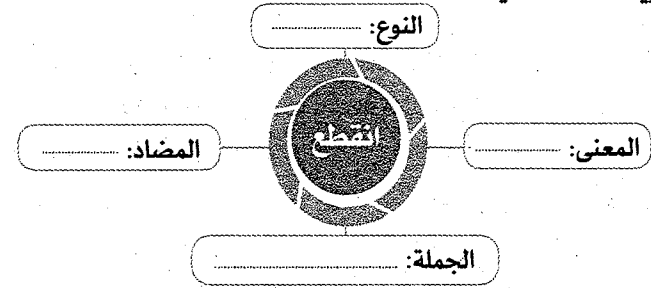 النوع: ..................
انقطع
المعنى: ..................
المضاد: ..................
الجملة: ..................